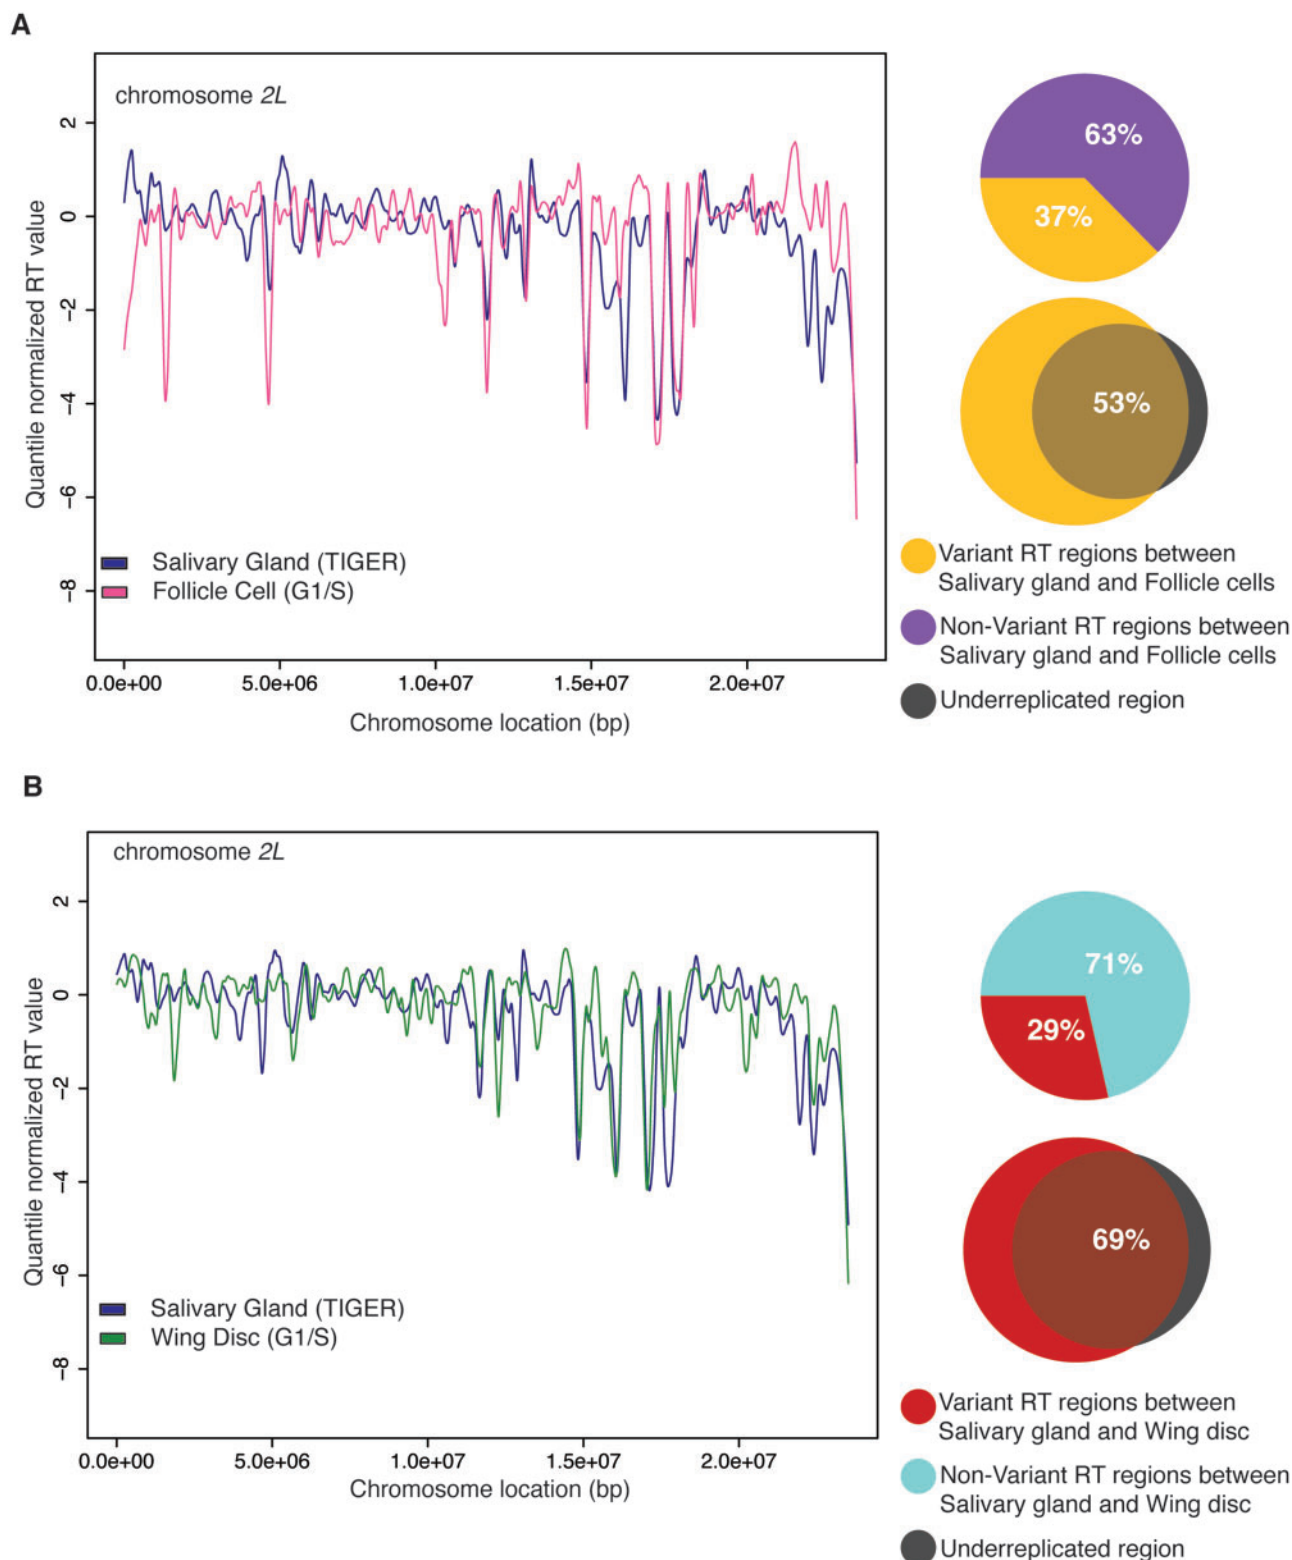 A
chromosome 2L
63%
37%
53%
Quantile normalized RT value
2
0
−2
−4
−6
−8
Salivary Gland (TIGER)
Follicle Cell (G1/S)
0.0e+00
5.0e+06
1.0e+07
1.5e+07
2.0e+07
Chromosome location (bp)
Variant RT regions between
Salivary gland and Follicle cells
Non-Variant RT regions between
Salivary gland and Follicle cells
Underreplicated region
B
chromosome 2L
71%
29%
69%
Quantile normalized RT value
2
0
−2
−4
−6
−8
Salivary Gland (TIGER)
Wing Disc (G1/S)
0.0e+00
5.0e+06
1.0e+07
1.5e+07
2.0e+07
Chromosome location (bp)
Variant RT regions between
Salivary gland and Wing disc
Non-Variant RT regions between
Salivary gland and Wing disc
Underreplicated region